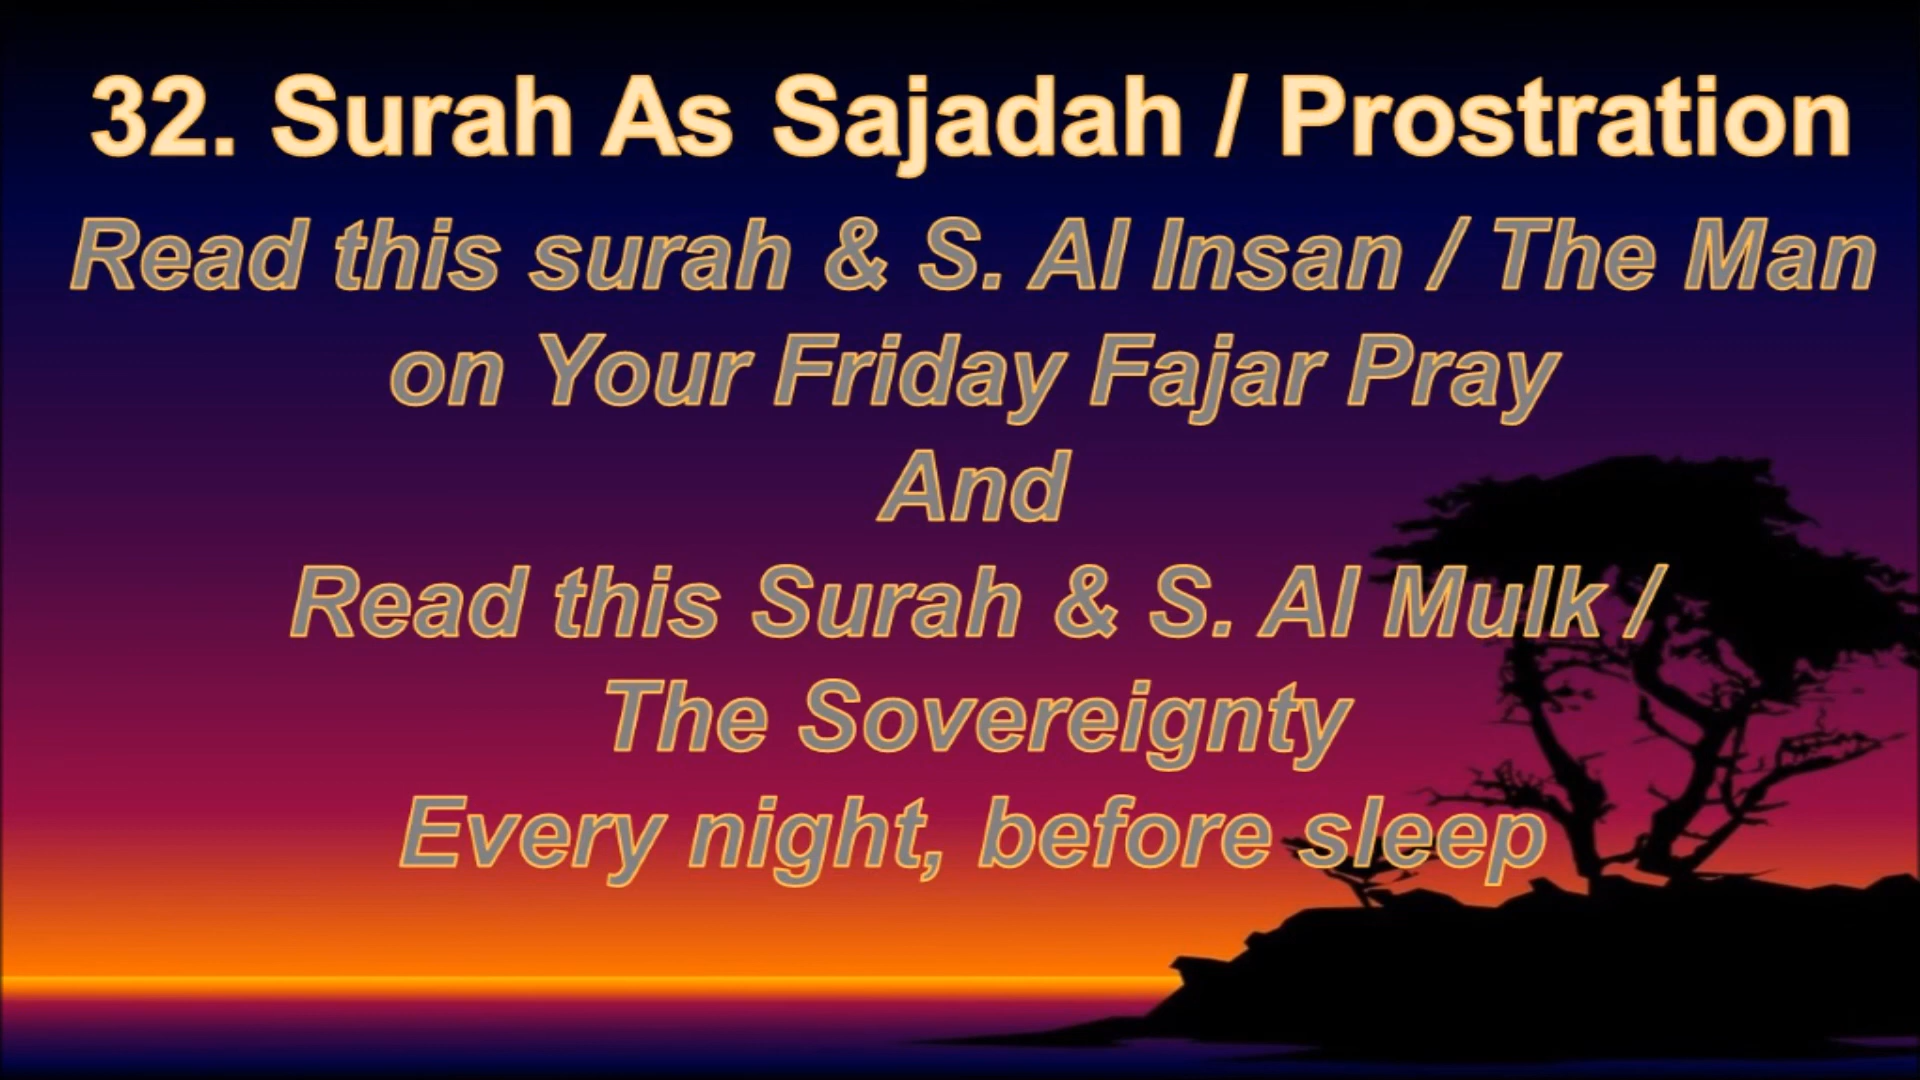 32. Surah As Sajadah / Prostration
Read this surah & S. Al Insan / The Man
on Your Friday Fajar Pray
And
Read this Surah & S. Al Mulk /
The Sovereignty
Every night, before sleep